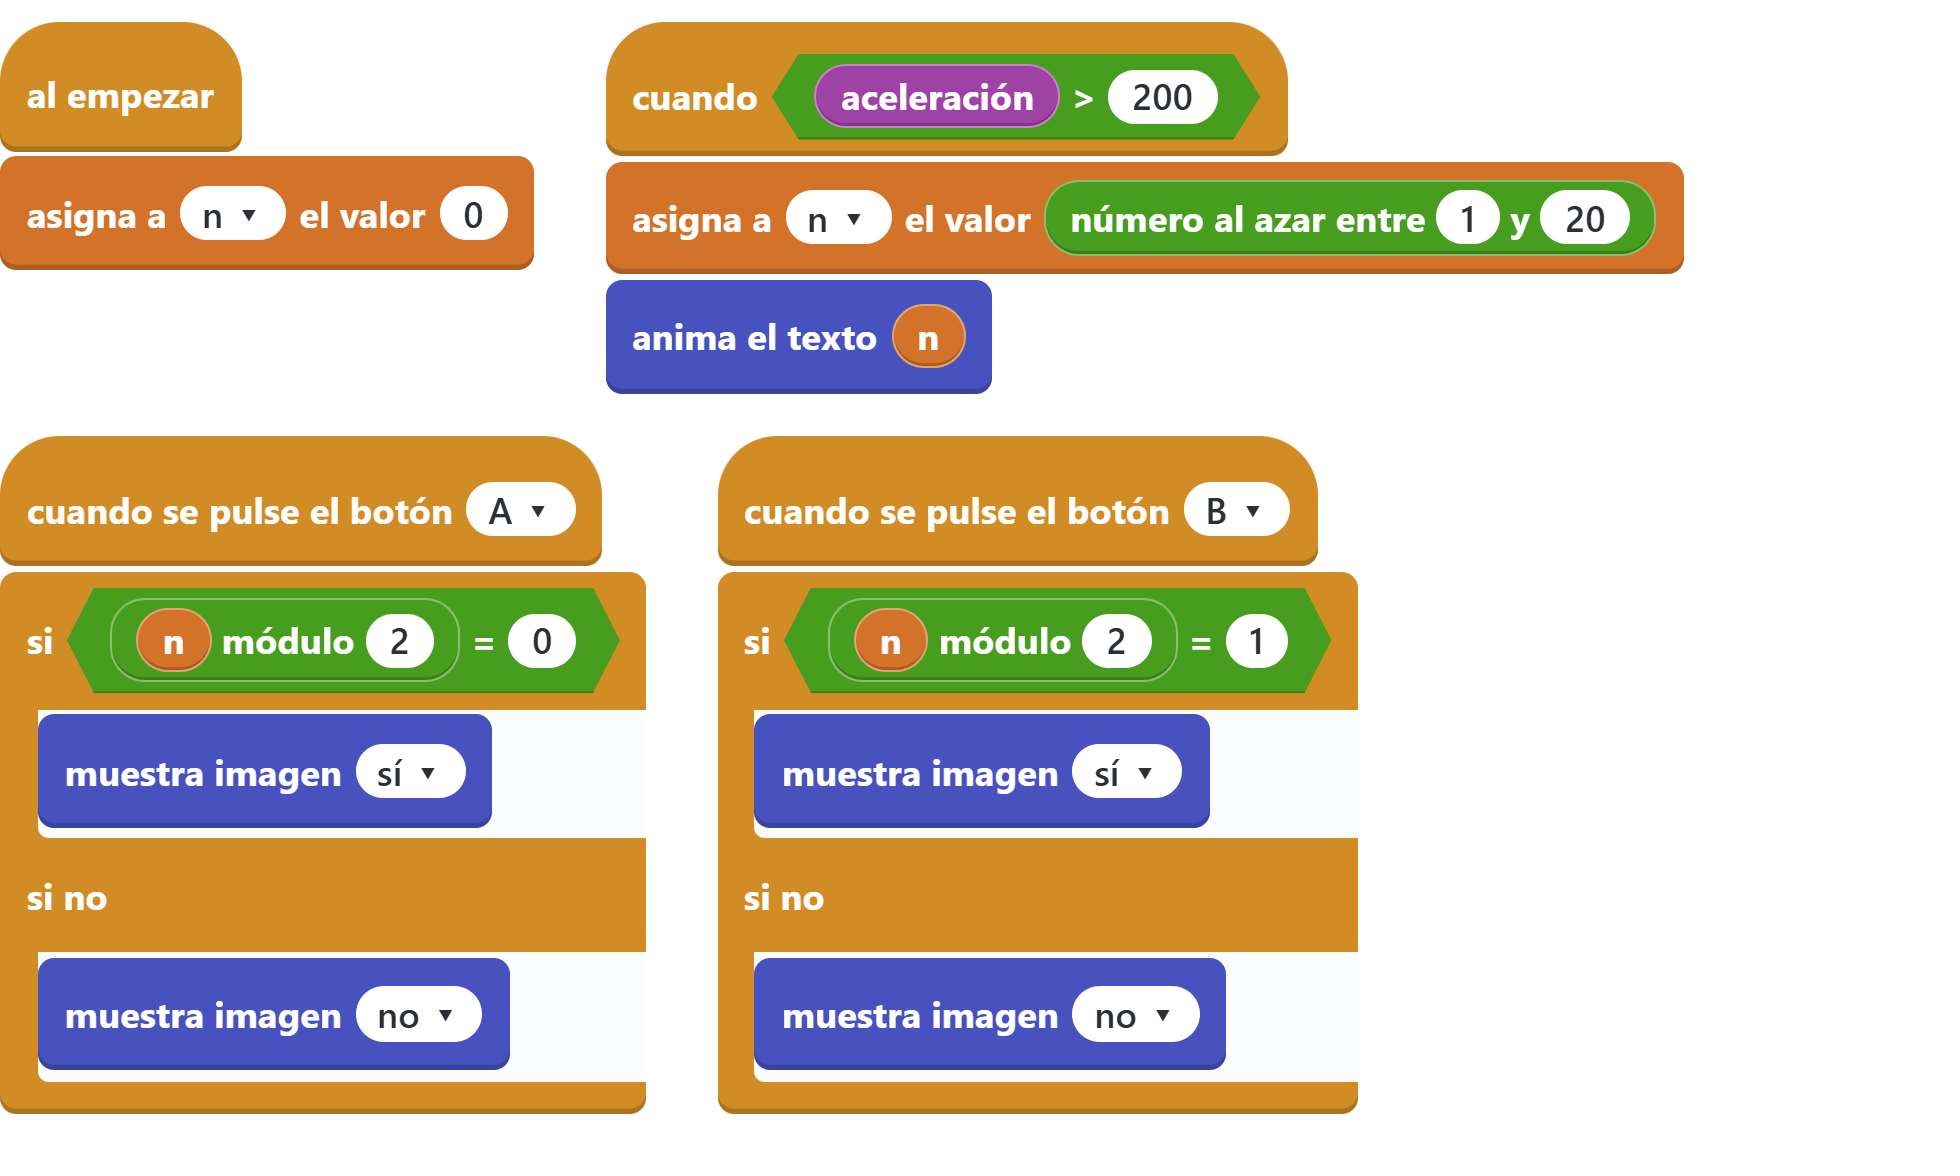 al empezar
asigna a n el valor 0
cuando aceleración > 200
asigna a n el valor número al azar entre 1 y 20
anima el texto n
cuando se pulse el botón A
si n módulo 2 = 0
muestra imagen sí
si no
muestra imagen no
cuando se pulse el botón B
si n módulo 2 = 1
muestra imagen sí
si no
muestra imagen no